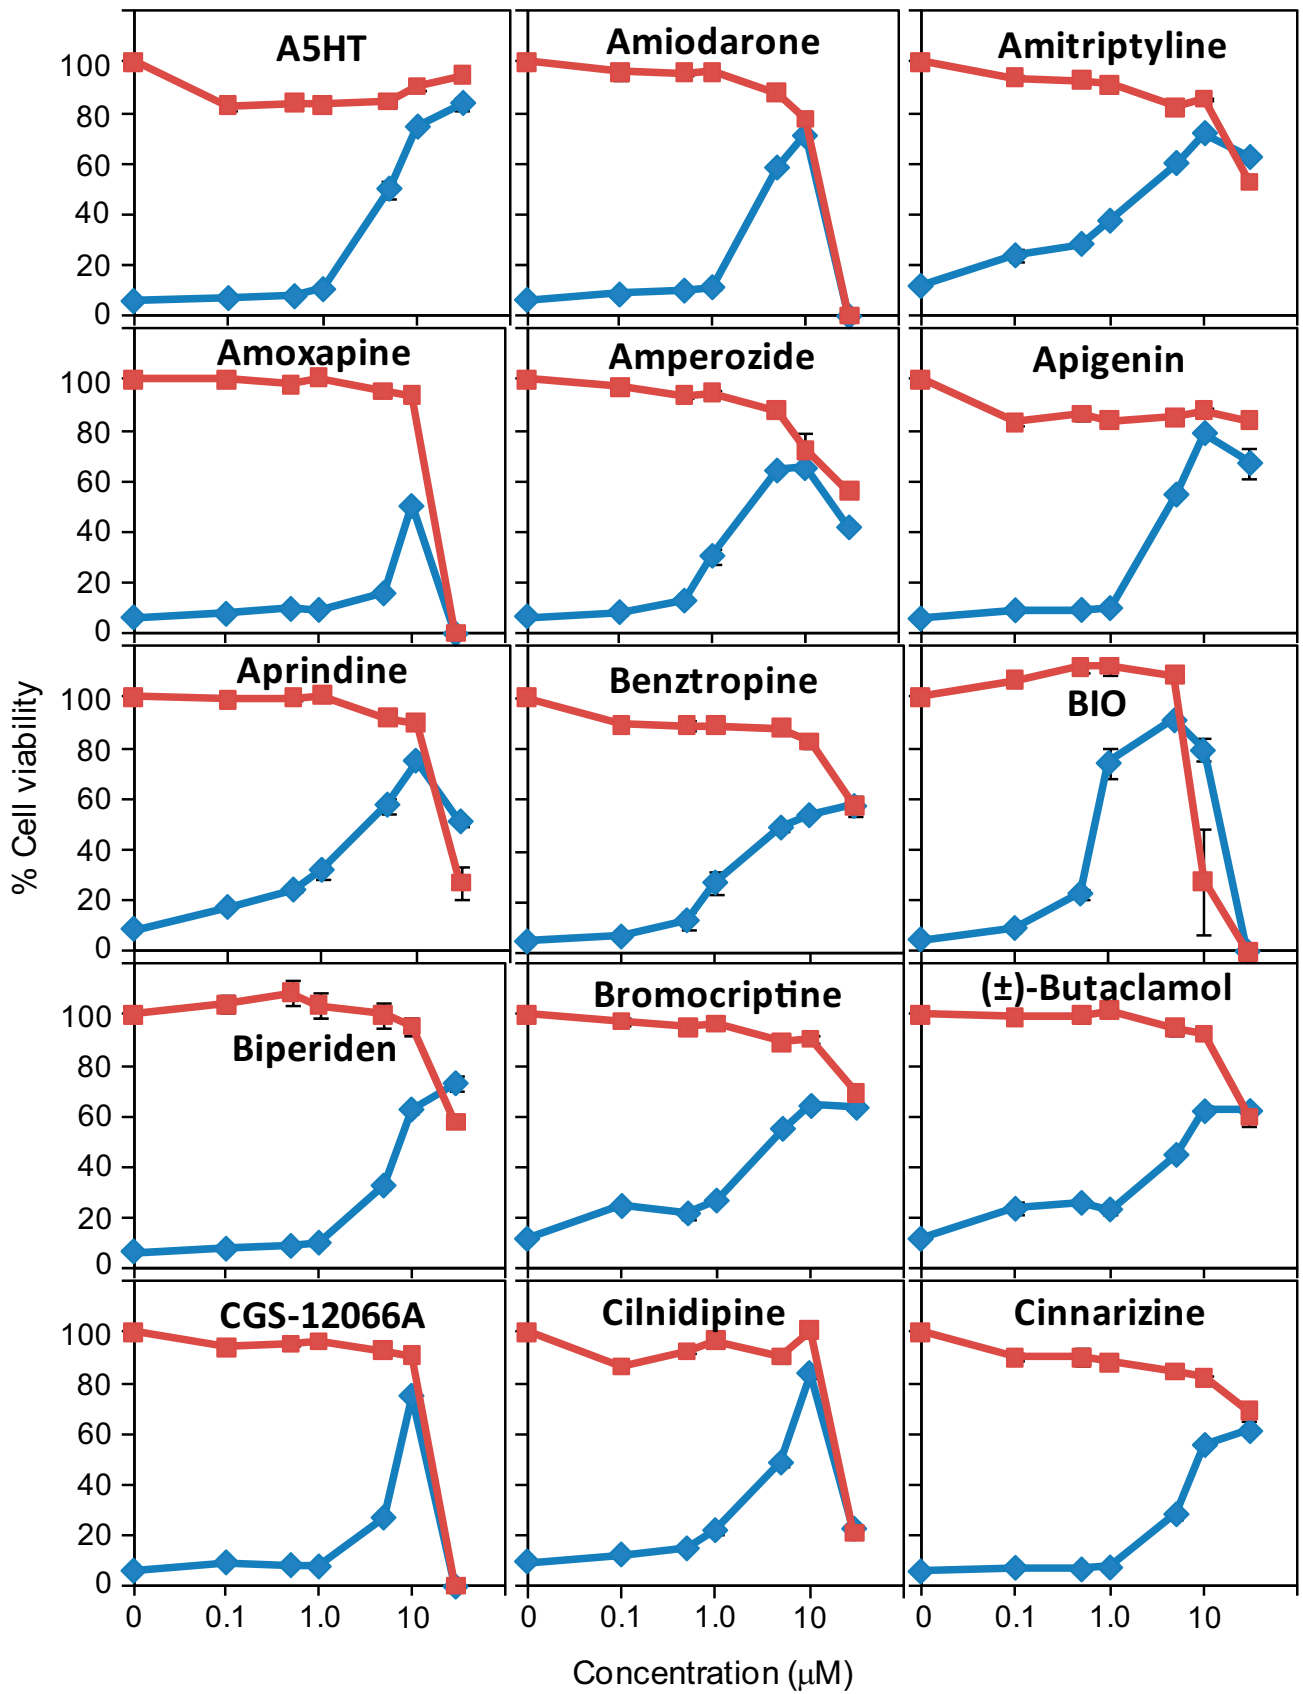 A5HT
Amiodarone
Amitriptyline
100
80
60
40
20
0
Amoxapine
Amperozide
Apigenin
100
80
60
40
20
0
Aprindine
Benztropine
BIO
100
80
60
40
20
0
Biperiden
Bromocriptine
(±)-Butaclamol
100
80
60
40
20
0
CGS-12066A
Cilnidipine
Cinnarizine
100
80
60
40
20
0
% Cell viability
0 0.1 1.0 10 0 0.1 1.0 10 0 0.1 1.0 10
Concentration (µM)